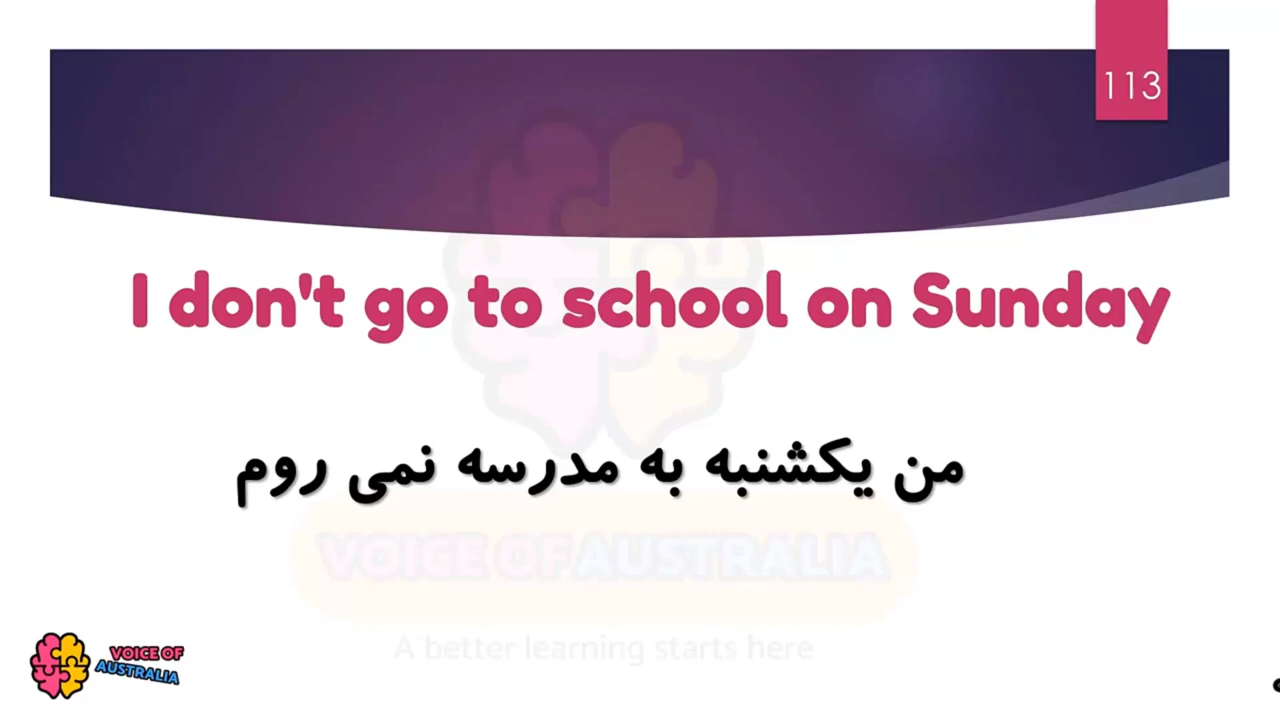 113
I don't go to school on Sunday
من یکشنبه به مدرسه نمی روم
VOICE OF AUSTRALIA
A better learning starts here
VOICE OF
AUSTRALIA